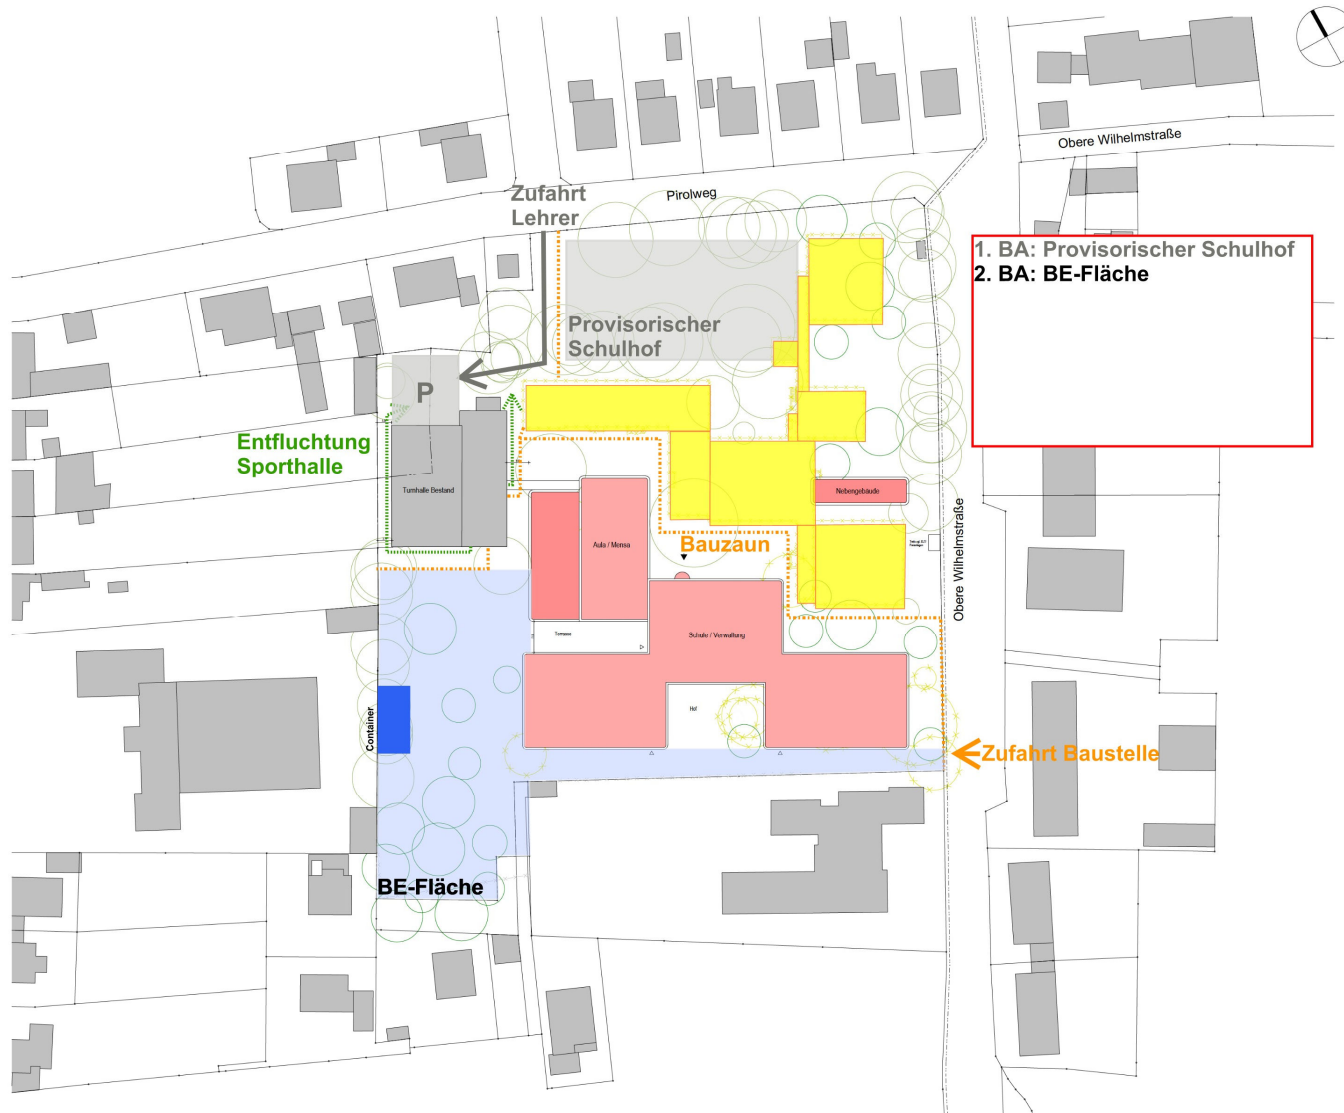 Obere Wilhelmstraße
Pirolweg
Zufahrt
Lehrer
1. BA: Provisorischer Schulhof
2. BA: BE-Fläche
Provisorischer
Schulhof
P
Entfluchtung
Sporthalle
Turnhalle Bestand
Nebengebäude
Aula / Mensa
Bauzaun
Obere Wilhelmstraße
Terrasse
Schule / Verwaltung
Hof
Container
Zufahrt Baustelle
BE-Fläche